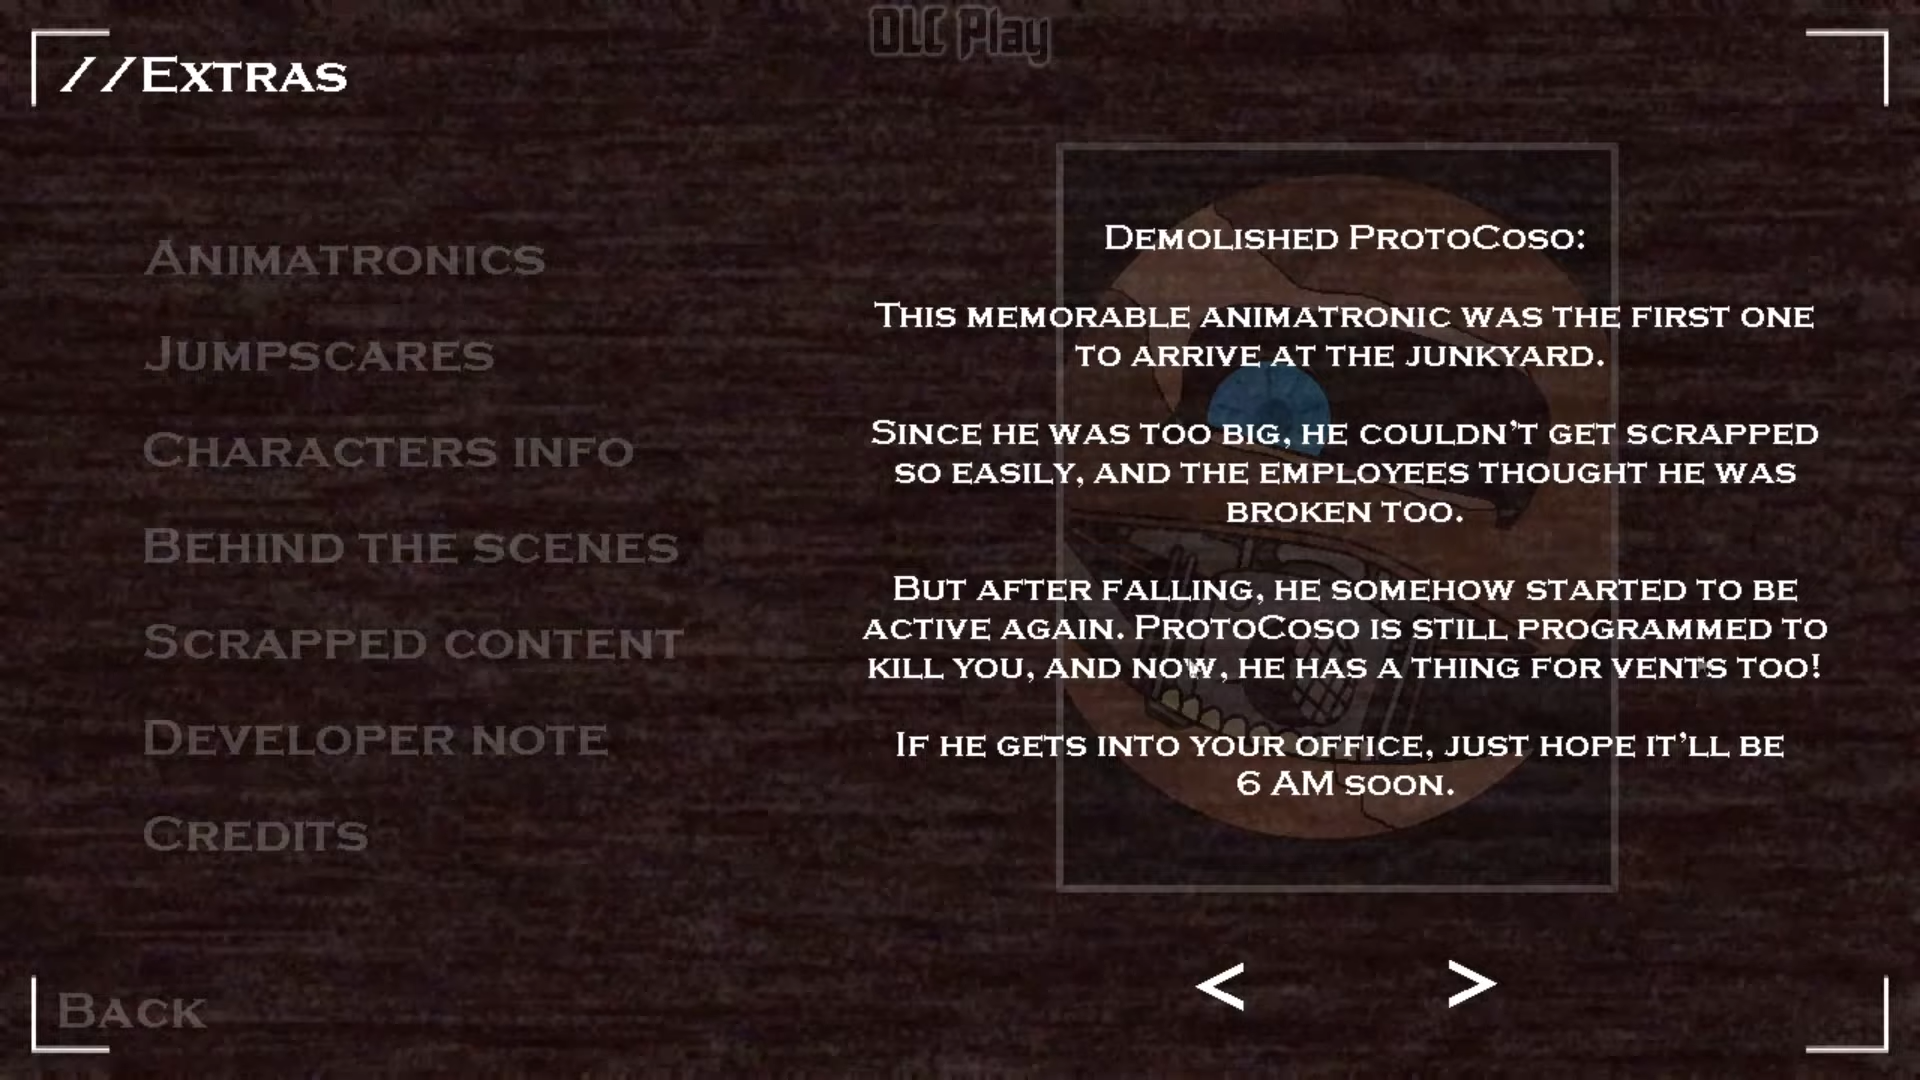 DLC Play
//Extras
Animatronics
Jumpscares
Characters info
Behind the scenes
Scrapped content
Developer note
Credits
Back
Demolished ProtoCoso:
This memorable animatronic was the first one
to arrive at the junkyard.
Since he was too big, he couldn't get scrapped
so easily, and the employees thought he was
broken too.
But after falling, he somehow started to be
active again. ProtoCoso is still programmed to
kill you, and now, he has a thing for vents too!
If he gets into your office, just hope it'll be
6 AM soon.
< >